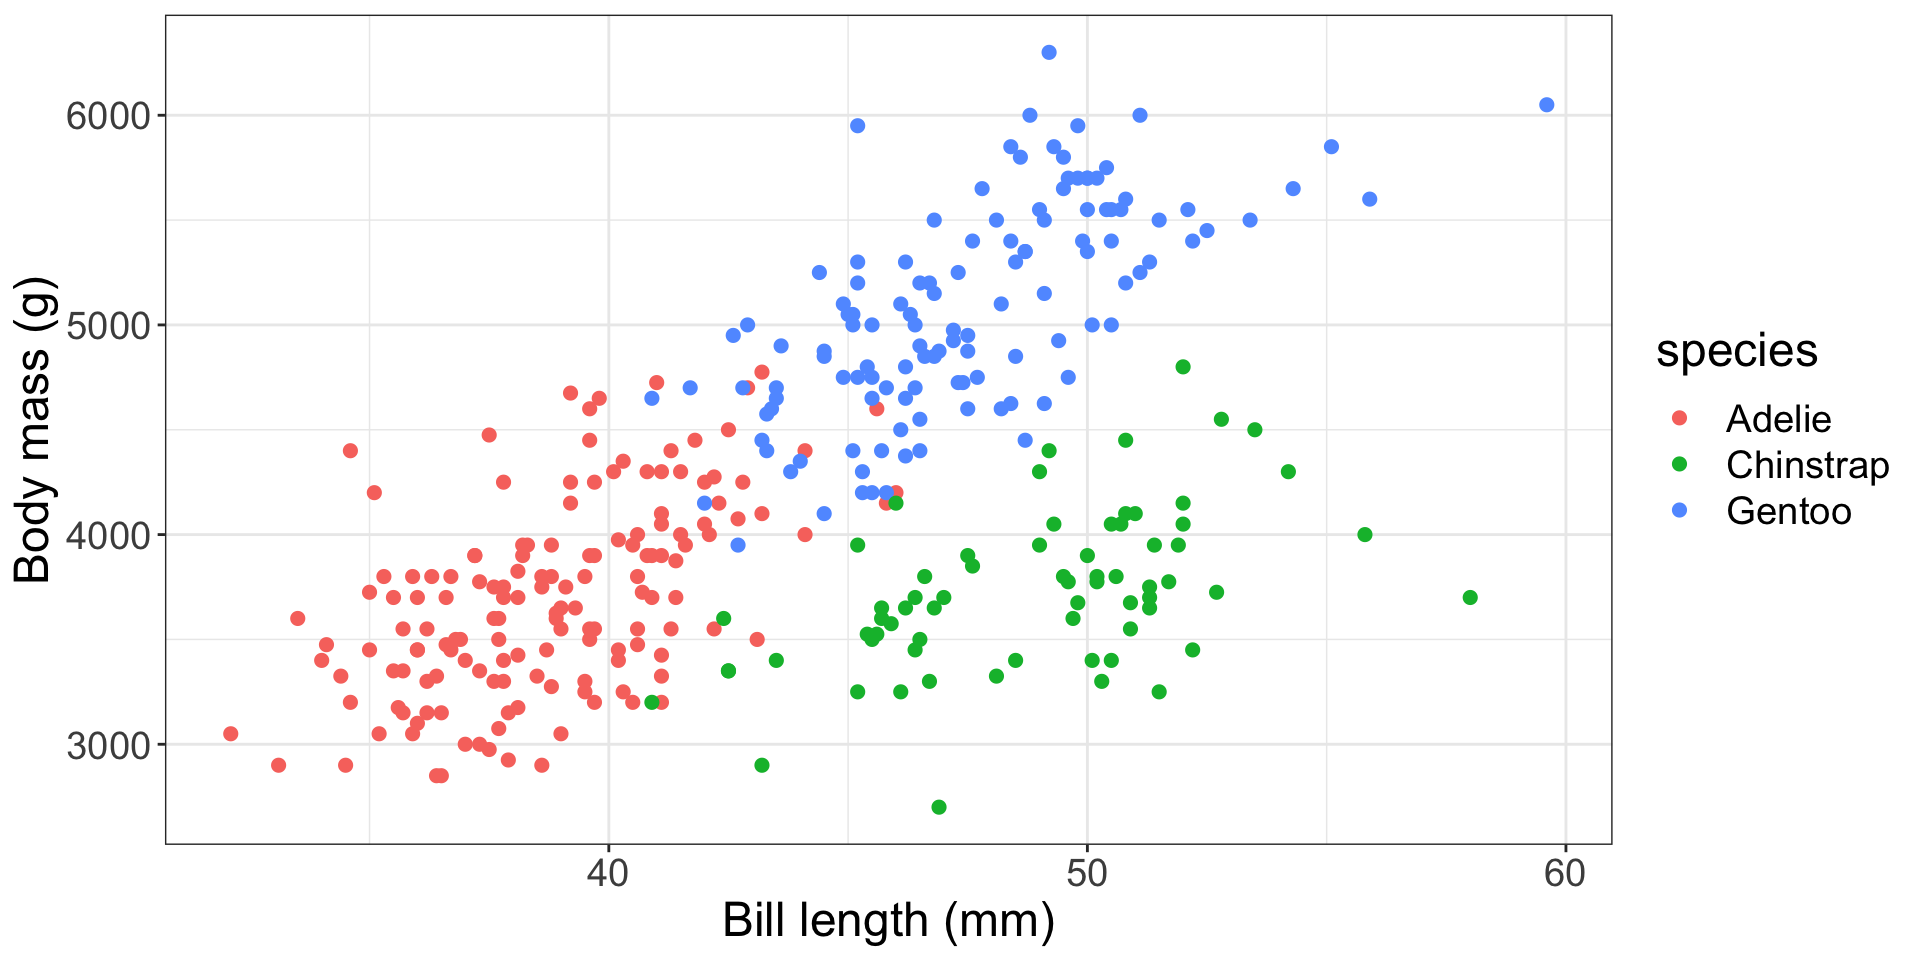 6000
5000
4000
3000
Body mass (g)
40 50 60
Bill length (mm)
species
Adelie
Chinstrap
Gentoo